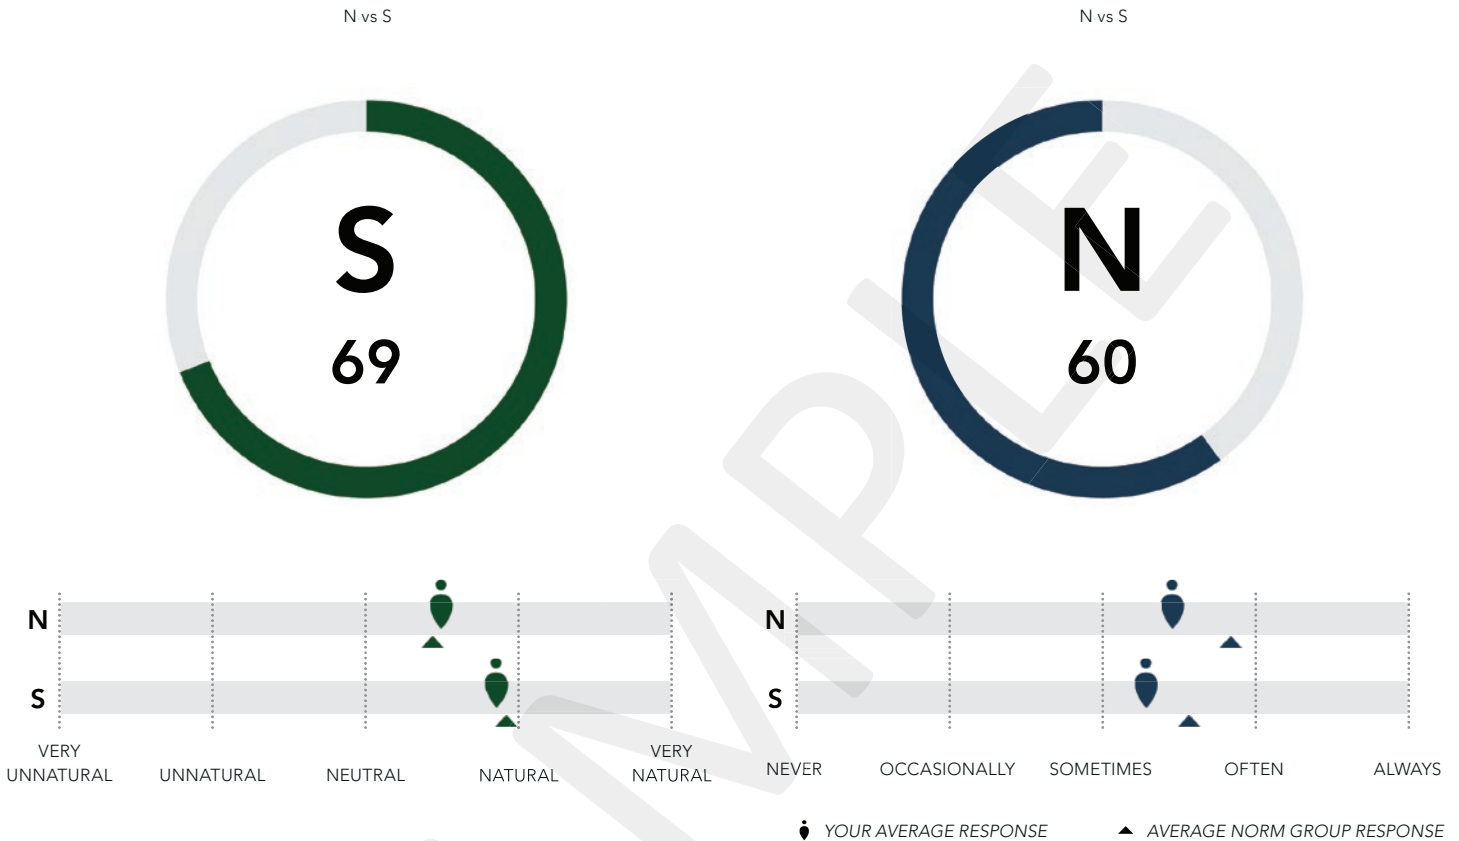 N vs S
N vs S
S
69
N
60
N
S
VERY UNNATURAL
UNNATURAL
NEUTRAL
NATURAL
VERY NATURAL
N
S
NEVER
OCCASIONALLY
SOMETIMES
OFTEN
ALWAYS
YOUR AVERAGE RESPONSE
AVERAGE NORM GROUP RESPONSE
MPLE